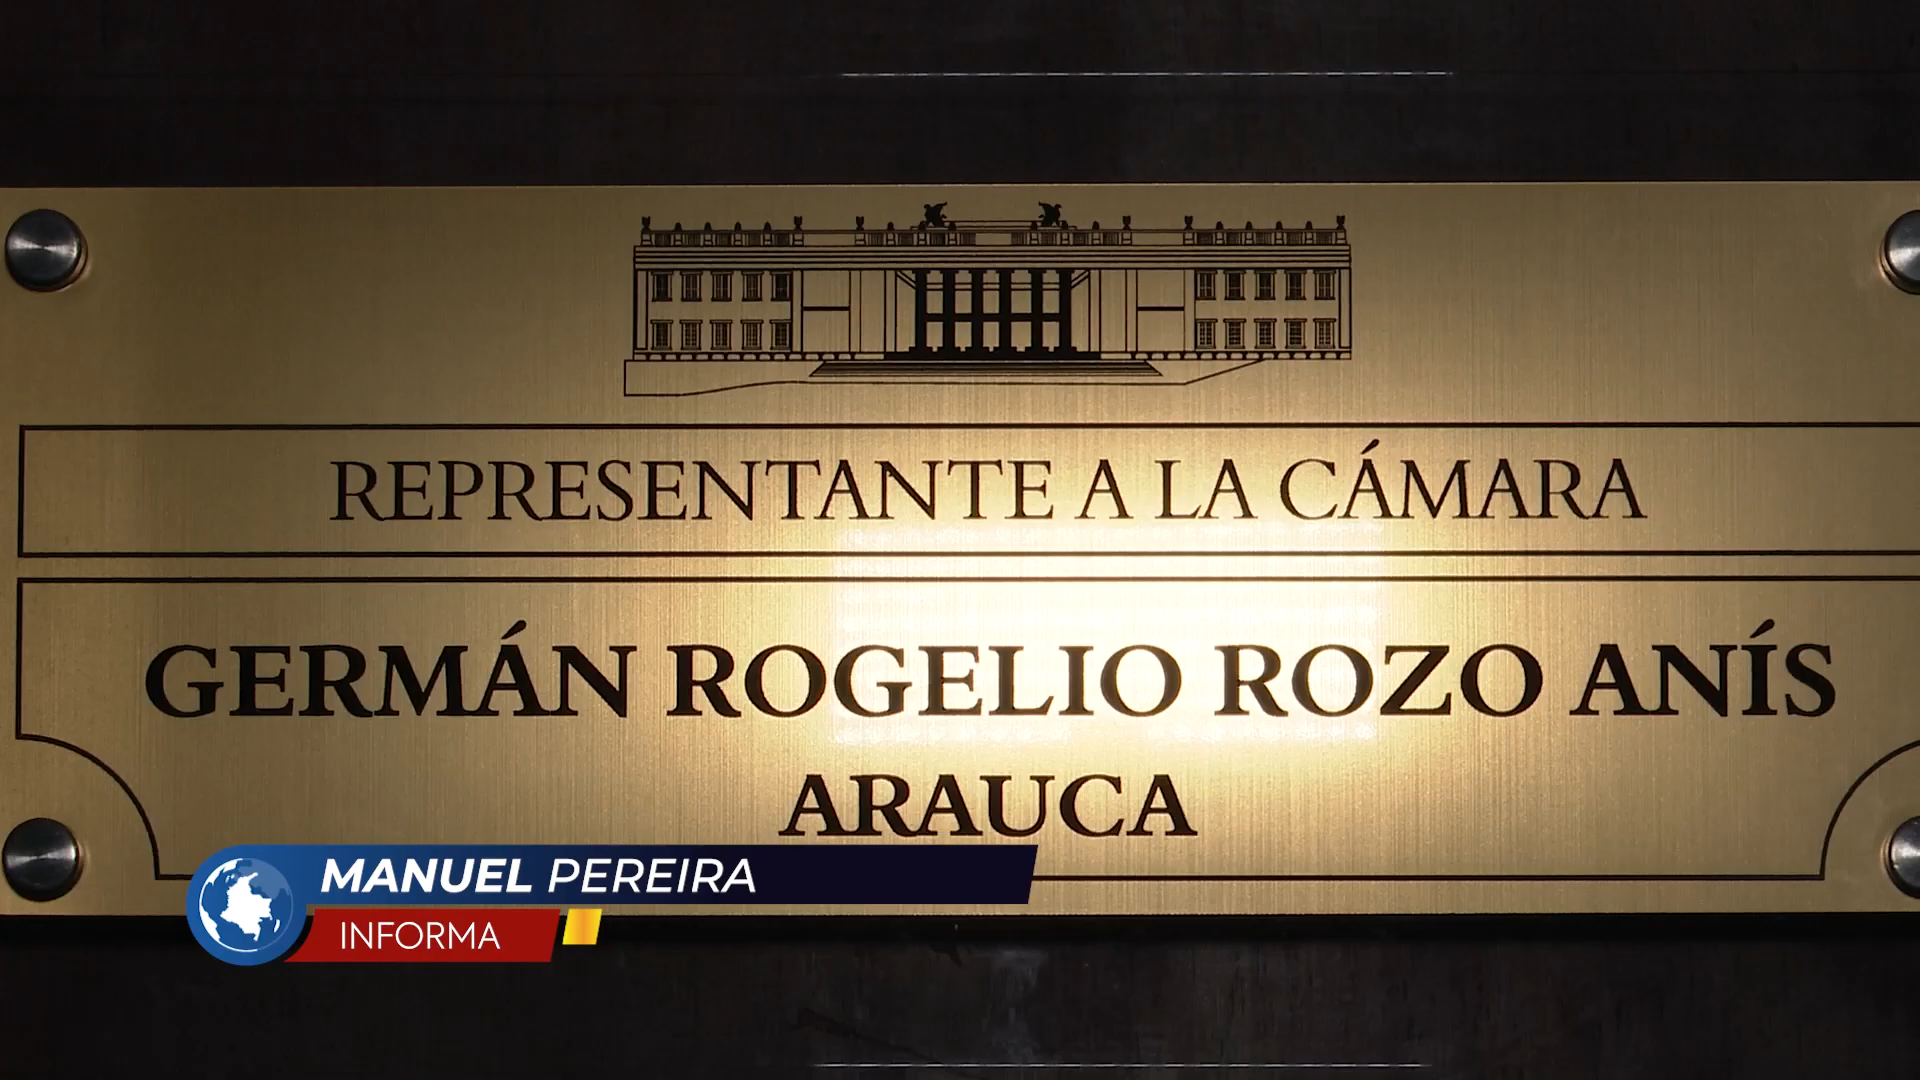 REPRESENTANTE A LA CÁMARA
GERMÁN ROGELIO ROZO ANÍS
ARAUCA
MANUEL PEREIRA
INFORMA